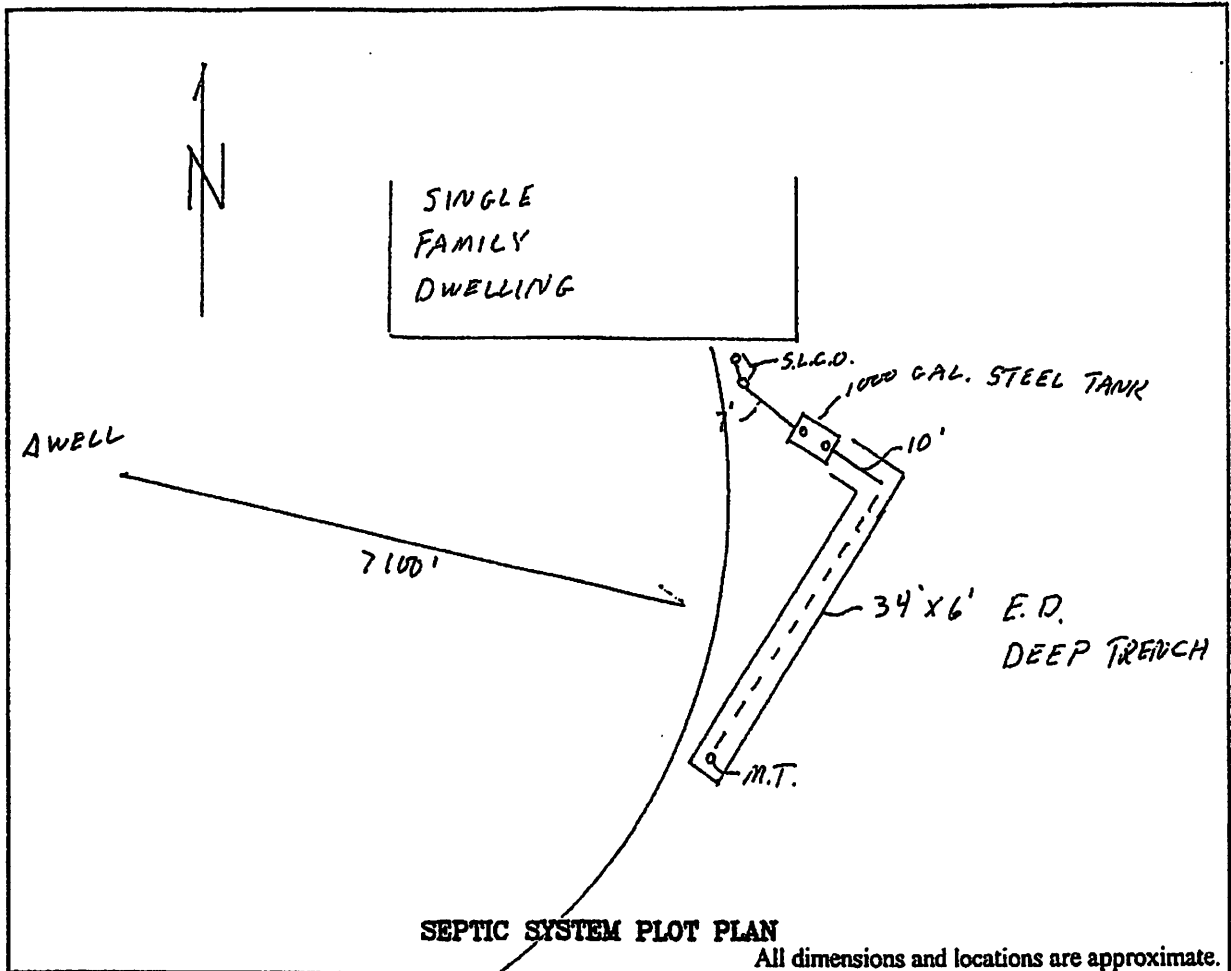 N
SINGLE
FAMILY
DWELLING
S.L.C.O.
1000 GAL. STEEL TANK
7'
10'
WELL
>100'
34'x6' E.D.
DEEP TRENCH
M.T.
SEPTIC SYSTEM PLOT PLAN
All dimensions and locations are approximate.